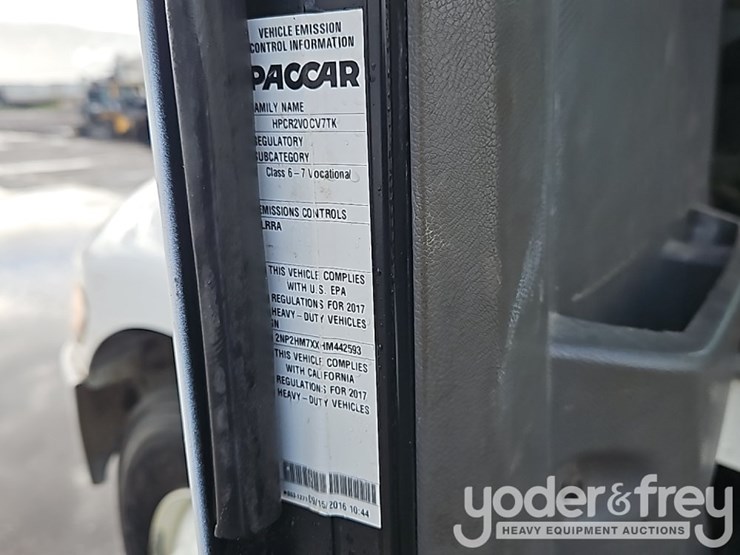 VEHICLE EMISSION
CONTROL INFORMATION
PACCAR
AMILY NAME
HPCR2VOCV7TK
REGULATORY
SUBCATEGORY
Class 6-7 Vocational
EMISSIONS CONTROLS
LRRA
THIS VEHICLE COMPLIES
WITH U.S. EPA
REGULATIONS FOR 2017
HEAVY-DUTY VEHICLES
2NP2HM7XXHM442593
THIS VEHICLE COMPLIES
WITH CALIFORNIA
REGULATIONS FOR 2017
HEAVY-DUTY VEHICLES
/2016 10:44
yoder&frey
HEAVY EQUIPMENT AUCTIONS